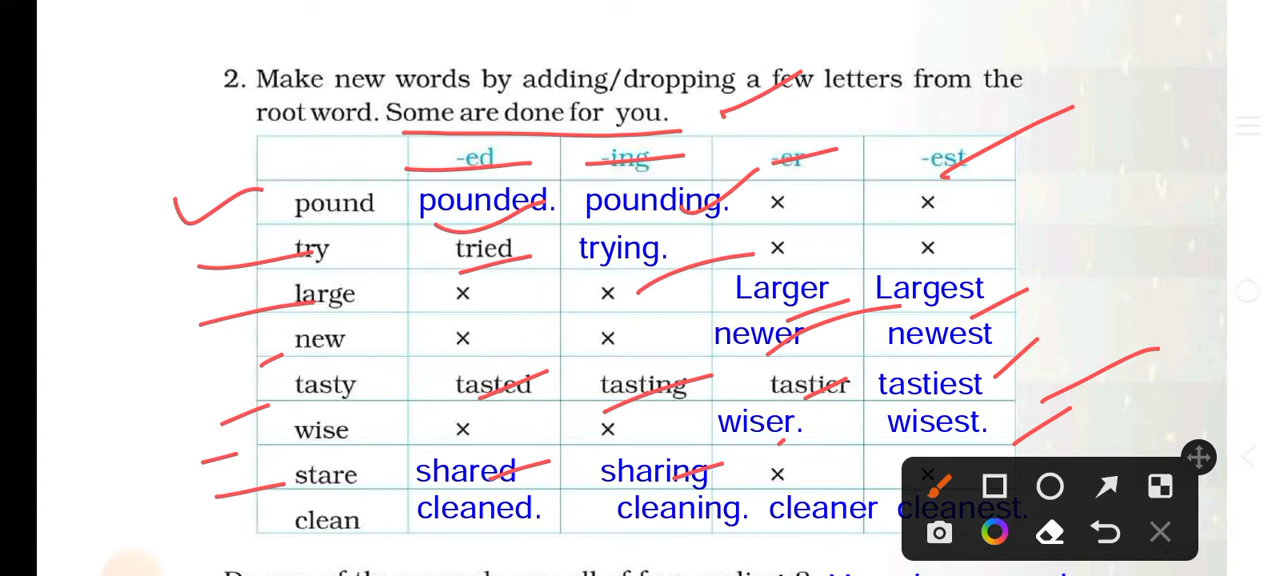 2. Make new words by adding/dropping a few letters from the
root word. Some are done for you.
-ed -ing -er -est
pound pounded. pounding. × ×
try tried trying. × ×
large × × Larger Largest
new × × newer newest
tasty tasted tasting tastier tastiest
wise × × wiser. wisest.
stare shared sharing × ×
clean cleaned. cleaning. cleaner cleanest.